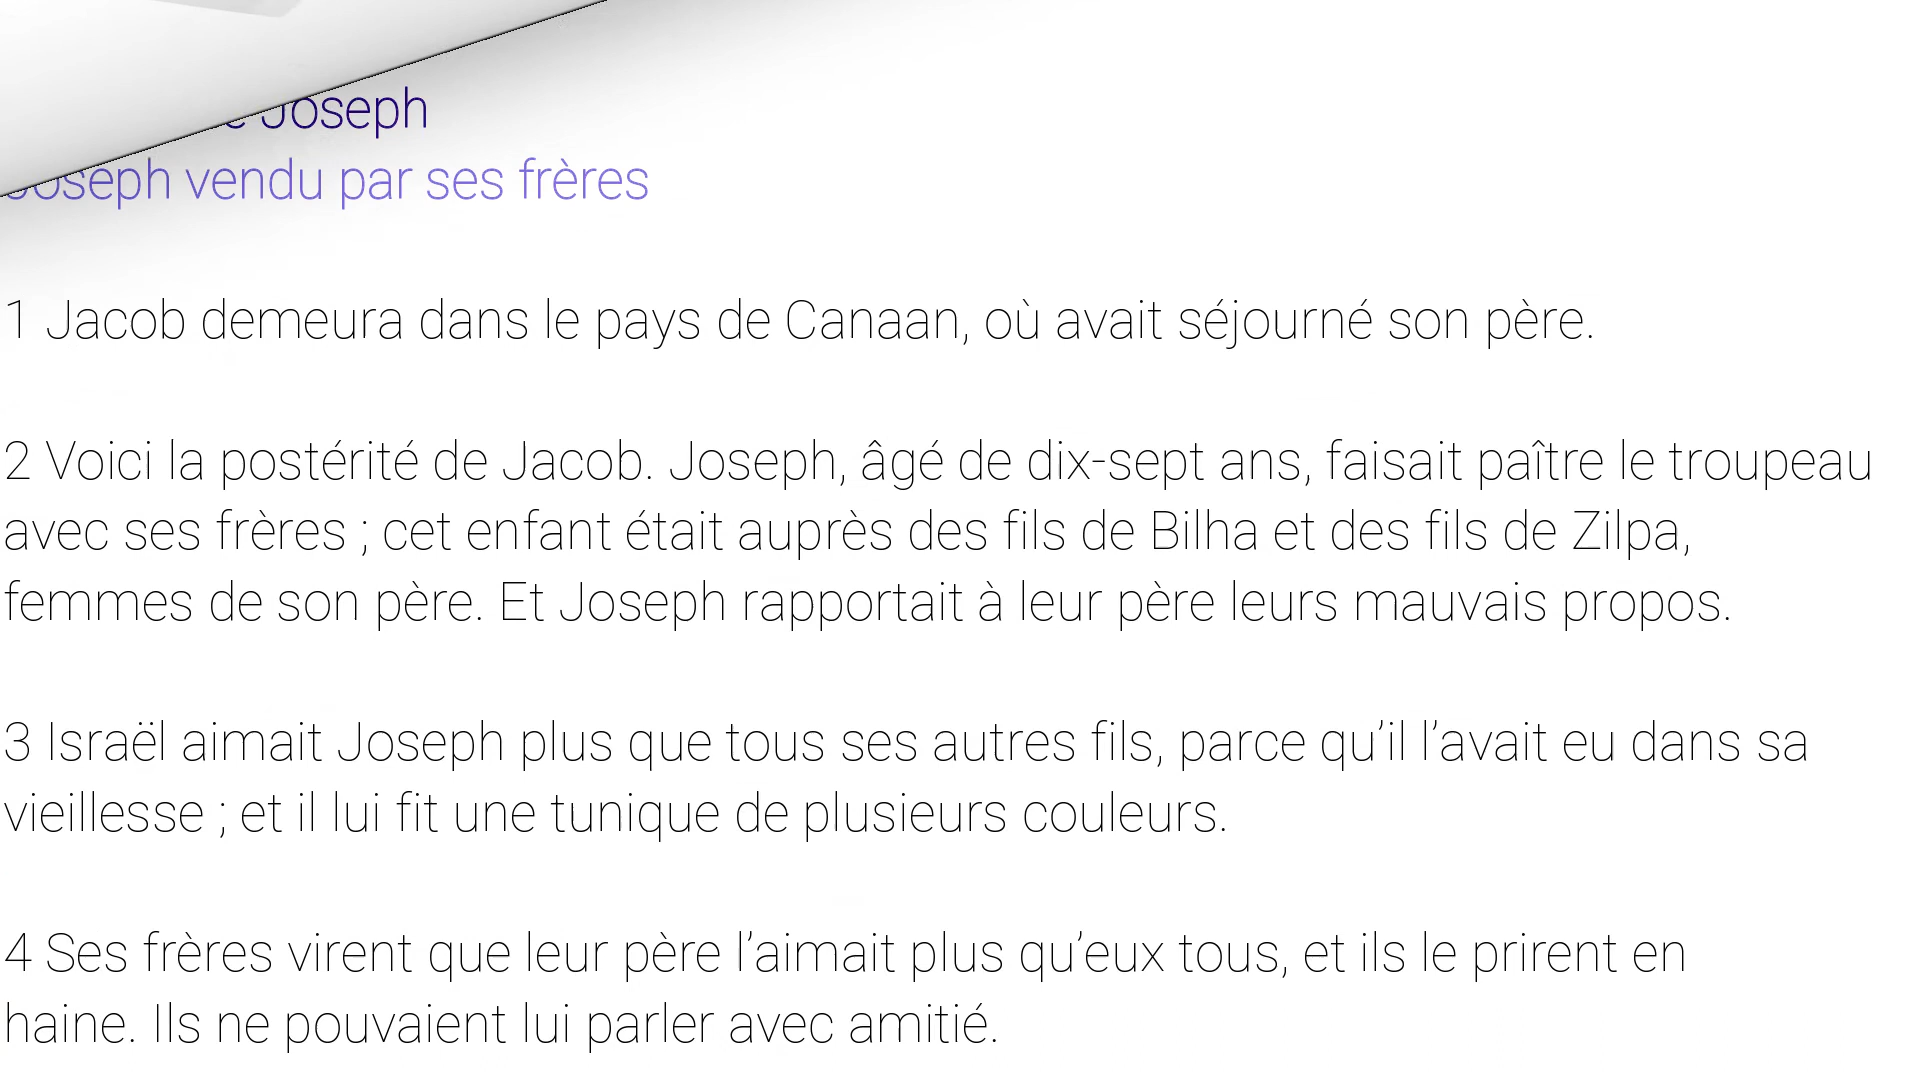 Joseph
Joseph vendu par ses frères
1 Jacob demeura dans le pays de Canaan, où avait séjourné son père.
2 Voici la postérité de Jacob. Joseph, âgé de dix-sept ans, faisait paître le troupeau
avec ses frères ; cet enfant était auprès des fils de Bilha et des fils de Zilpa,
femmes de son père. Et Joseph rapportait à leur père leurs mauvais propos.
3 Israël aimait Joseph plus que tous ses autres fils, parce qu’il l’avait eu dans sa
vieillesse ; et il lui fit une tunique de plusieurs couleurs.
4 Ses frères virent que leur père l’aimait plus qu’eux tous, et ils le prirent en
haine. Ils ne pouvaient lui parler avec amitié.